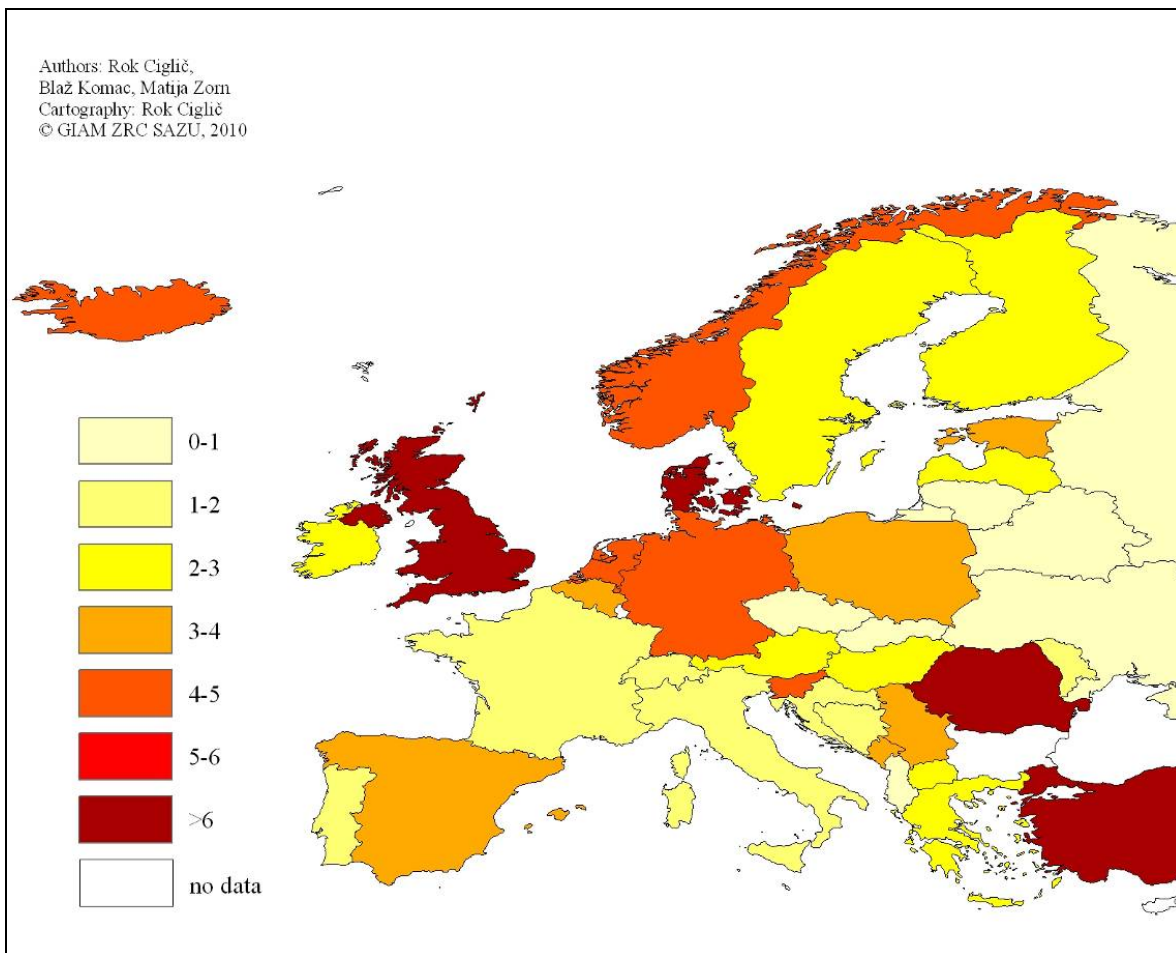 Authors: Rok Ciglič,
Blaž Komac, Matija Zorn
Cartography: Rok Ciglič
© GIAM ZRC SAZU, 2010
0-1
1-2
2-3
3-4
4-5
5-6
>6
no data